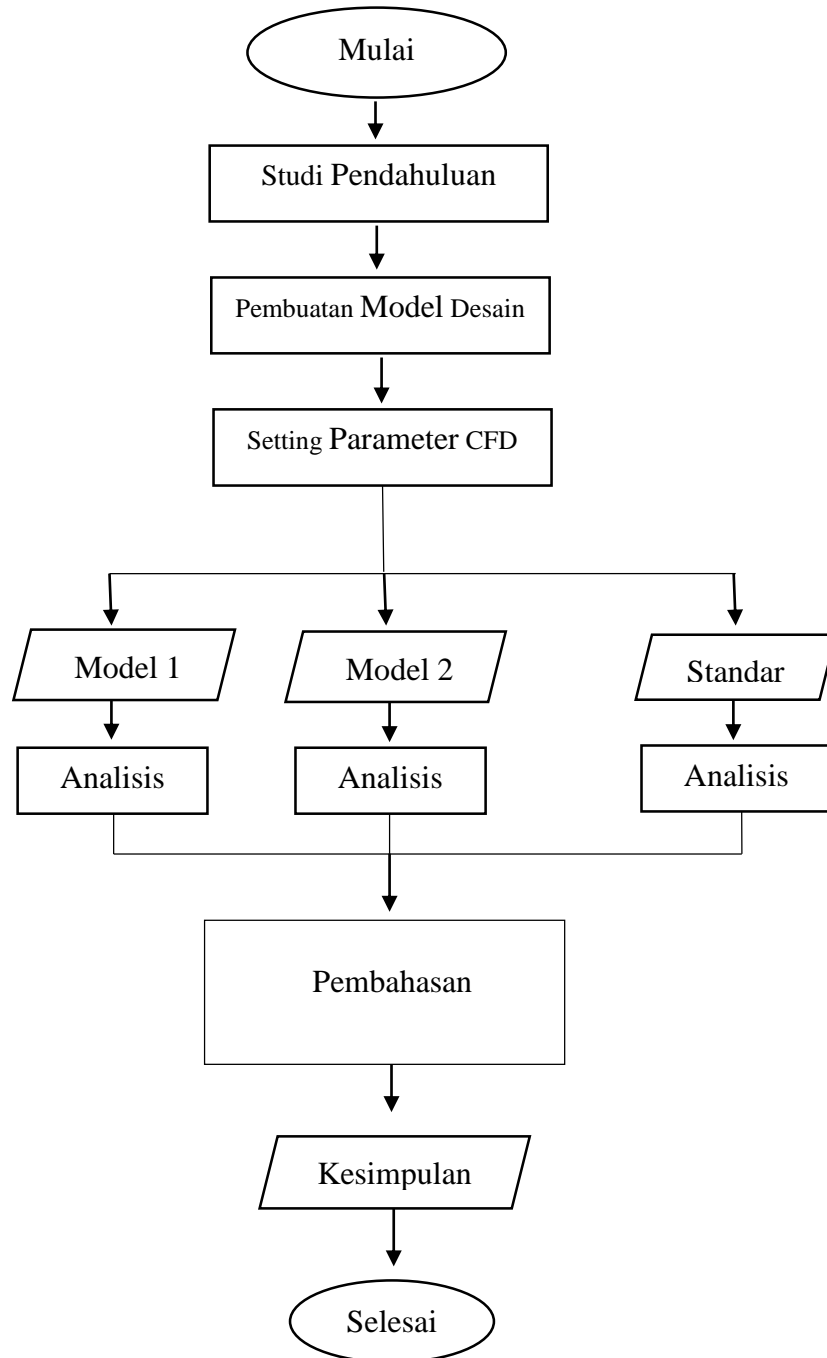 Mulai
Studi Pendahuluan
Pembuatan Model Desain
Setting Parameter CFD
Model 1
Model 2
Standar
Analisis
Analisis
Analisis
Pembahasan
Kesimpulan
Selesai